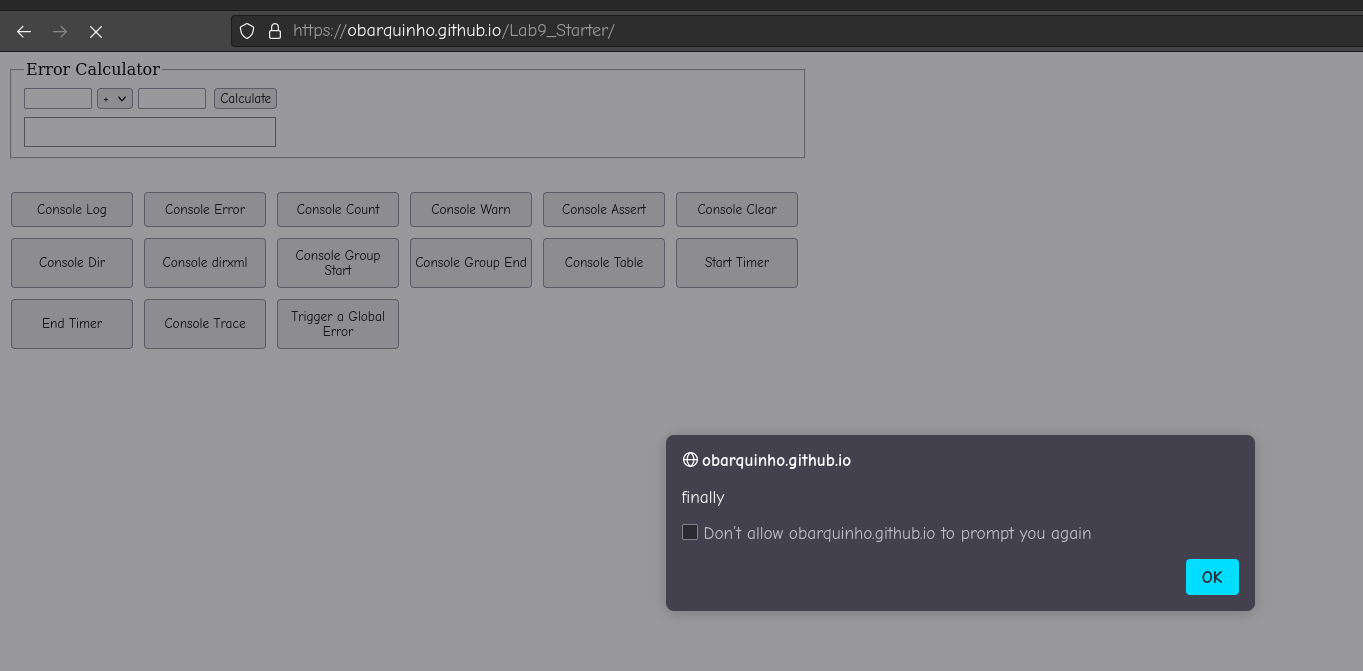 https://obarquinho.github.io/Lab9_Starter/
Error Calculator
+ Calculate
Console Log Console Error Console Count Console Warn Console Assert Console Clear
Console Dir Console dirxml Console Group Start Console Group End Console Table Start Timer
End Timer Console Trace Trigger a Global Error
obarquinho.github.io
finally
Don't allow obarquinho.github.io to prompt you again
OK